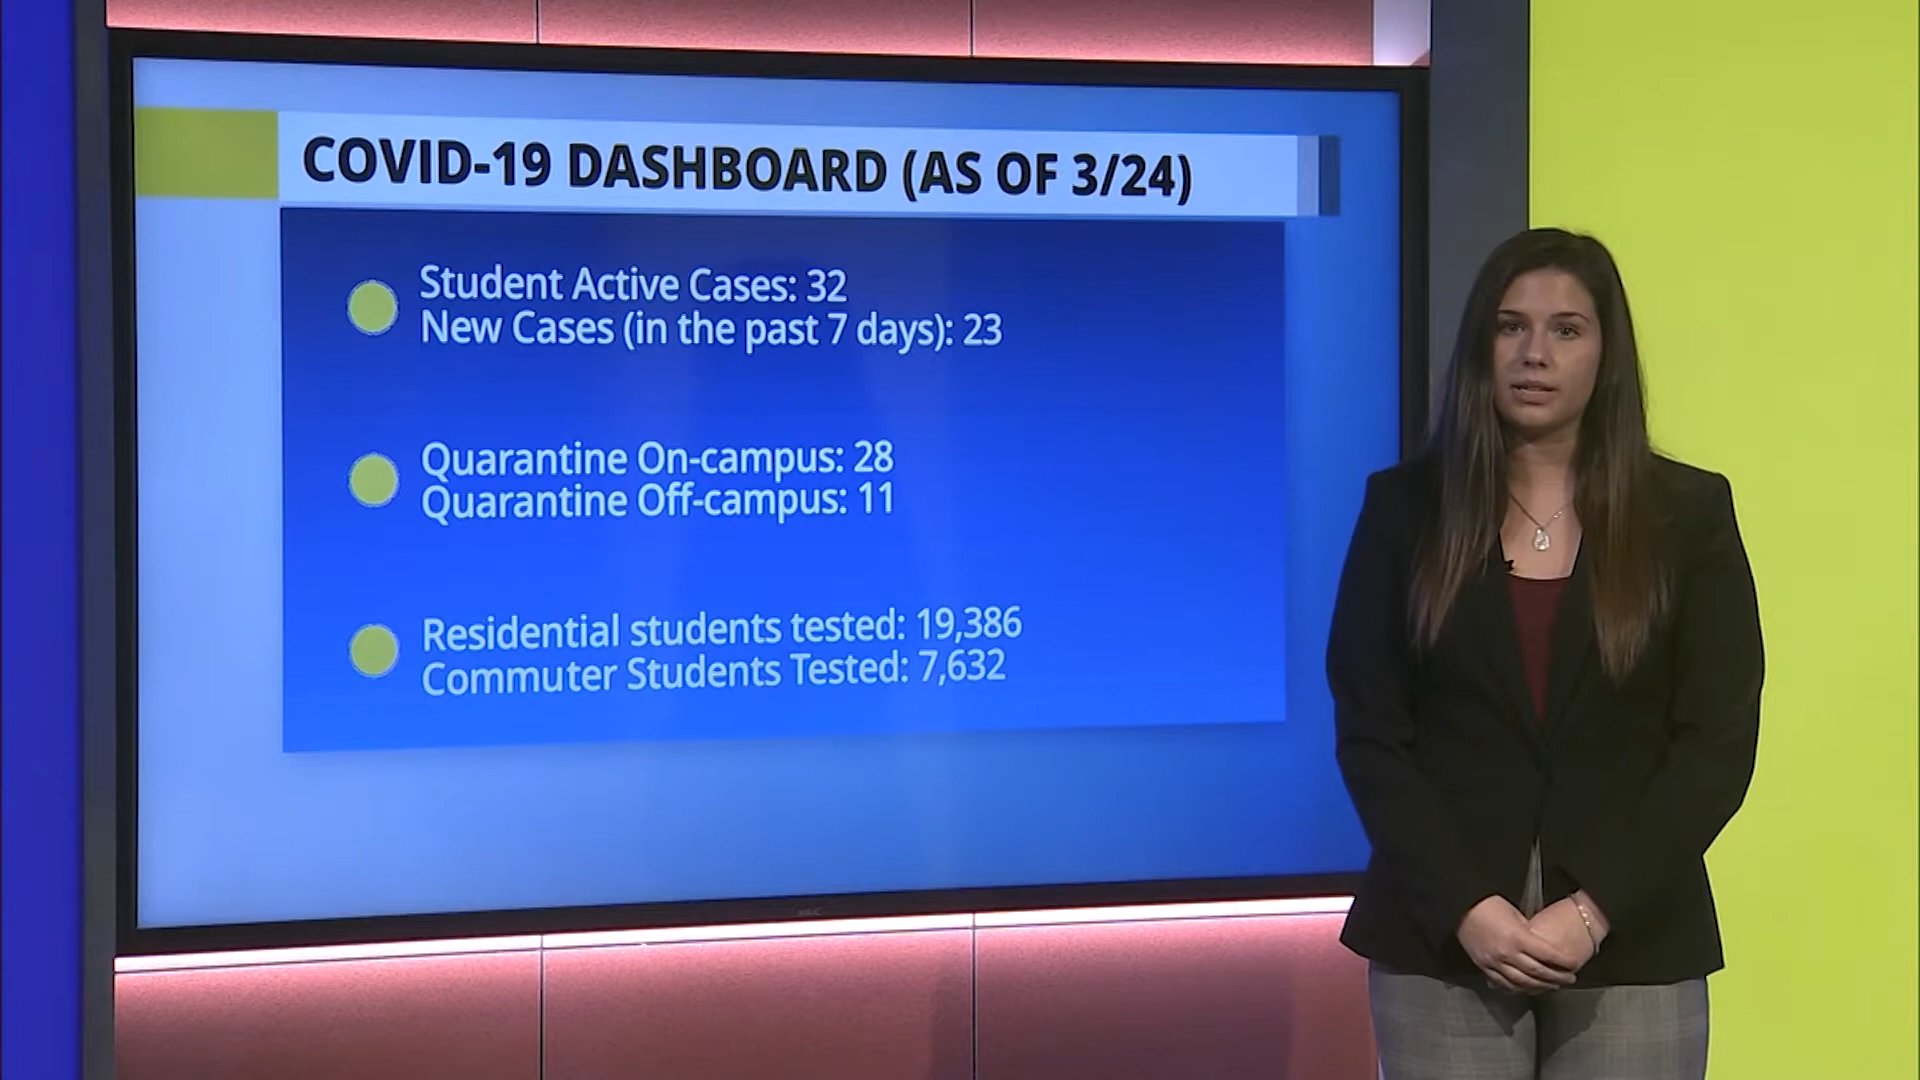 COVID-19 DASHBOARD (AS OF 3/24)
Student Active Cases: 32
New Cases (in the past 7 days): 23
Quarantine On-campus: 28
Quarantine Off-campus: 11
Residential students tested: 19,386
Commuter Students Tested: 7,632